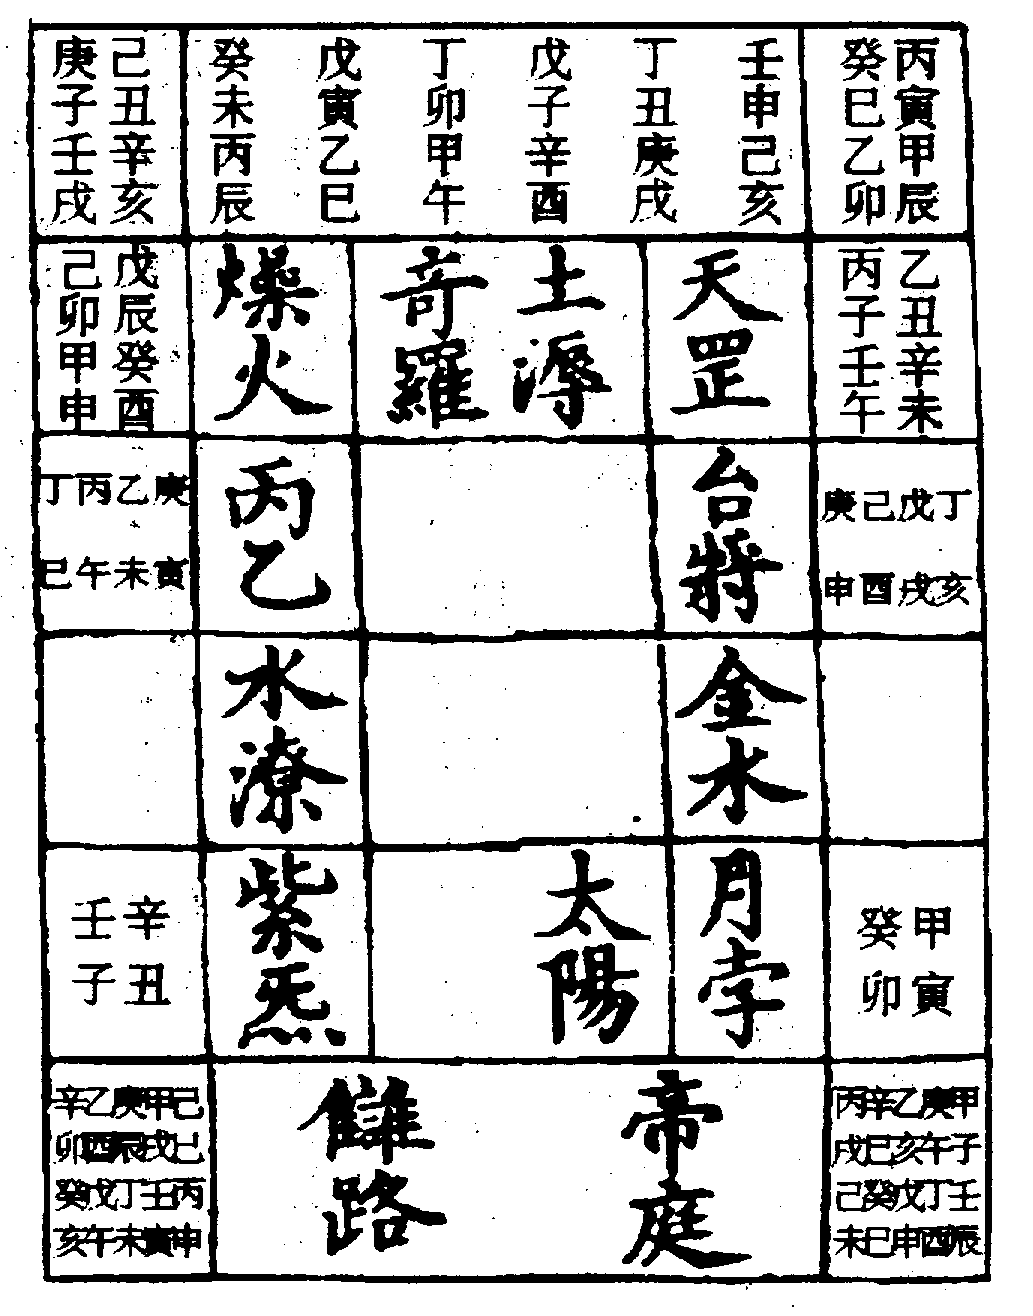 丙寅甲辰
癸巳乙卯
壬申己亥
丁丑庚戌
戊子辛酉
丁卯甲午
戊寅乙巳
癸未丙辰
己丑辛亥
庚子壬戌
乙丑辛未
丙子壬午
天罡
土溽
奇羅
燥火
戊辰癸酉
己卯甲申
丁亥
戊戌
己酉
庚申
台將
丙乙
庚寅
乙未
丙午
丁巳
金水
水潦
甲寅
癸卯
月孛
太陽
紫炁
辛丑
壬子
甲子壬辰
庚午丁酉
乙亥戊申
辛巳癸巳
丙戌己未
帝庭
雔路
己巳丙申
甲戌壬寅
庚辰丁未
乙酉戊午
辛卯癸亥